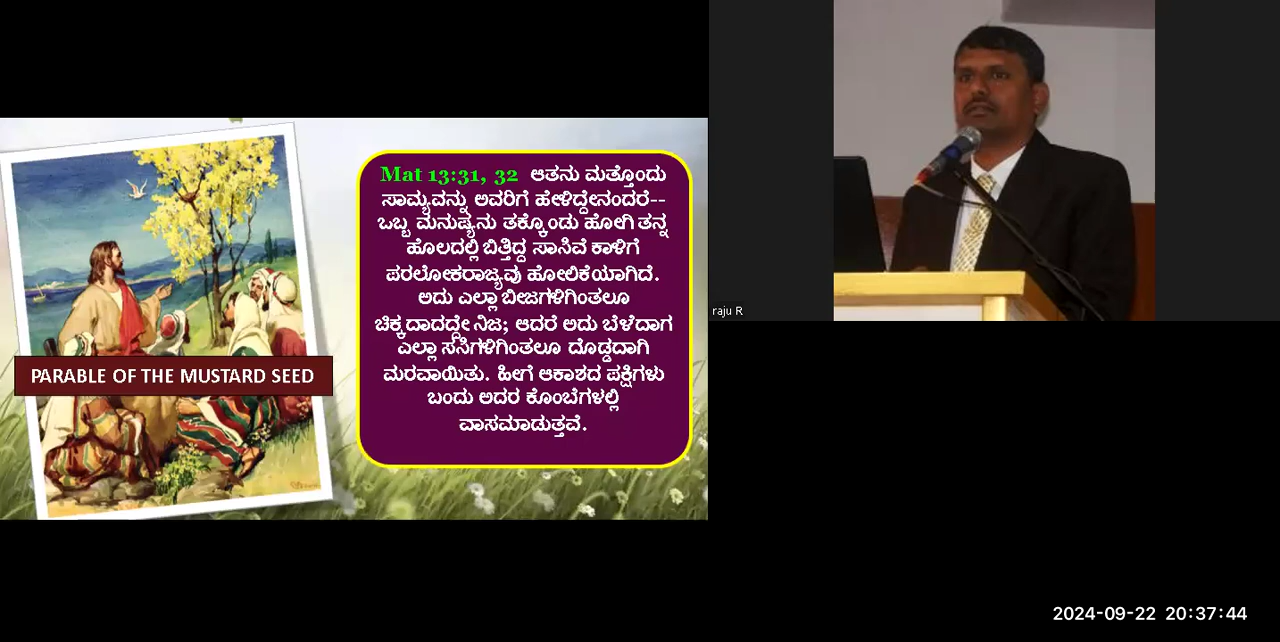 PARABLE OF THE MUSTARD SEED
Mat 13:31, 32 ಆತನು ಮತ್ತೊಂದು
ಸಾಮ್ಯವನ್ನು ಅವರಿಗೆ ಹೇಳಿದ್ದೇನಂದರೆ--
ಒಬ್ಬ ಮನುಷ್ಯನು ತಕ್ಕೊಂಡು ಹೋಗಿ ತನ್ನ
ಹೊಲದಲ್ಲಿ ಬಿತ್ತಿದ್ದ ಸಾಸಿವೆ ಕಾಳಿಗೆ
ಪರಲೋಕರಾಜ್ಯವು ಹೋಲಿಕೆಯಾಗಿದೆ.
ಅದು ಎಲ್ಲಾ ಬೀಜಗಳಿಗಿಂತಲೂ
ಚಿಕ್ಕದಾದದ್ದೇ ನಿಜ; ಆದರೆ ಅದು ಬೆಳೆದಾಗ
ಎಲ್ಲಾ ಸಸಿಗಳಿಗಿಂತಲೂ ದೊಡ್ಡದಾಗಿ
ಮರವಾಯಿತು. ಹೀಗೆ ಆಕಾಶದ ಪಕ್ಷಿಗಳು
ಬಂದು ಅದರ ಕೊಂಬೆಗಳಲ್ಲಿ
ವಾಸಮಾಡುತ್ತವೆ.
raju R
2024-09-22 20:37:44